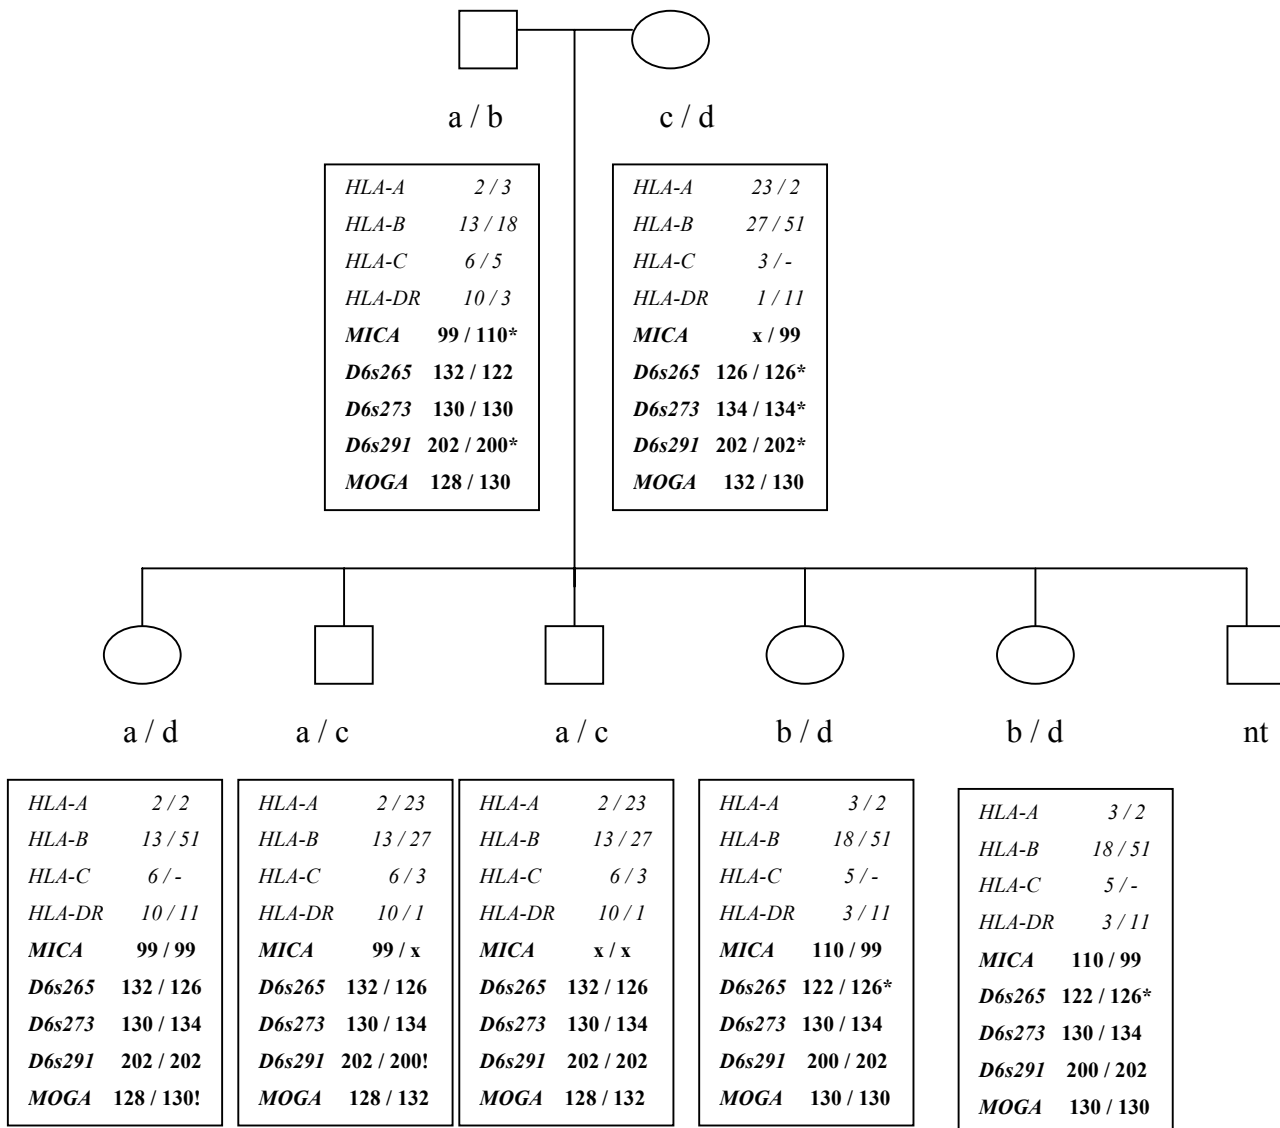 a / b
c / d
HLA-A 2 / 3
HLA-B 13 / 18
HLA-C 6 / 5
HLA-DR 10 / 3
MICA 99 / 110*
D6s265 132 / 122
D6s273 130 / 130
D6s291 202 / 200*
MOGA 128 / 130
HLA-A 23 / 2
HLA-B 27 / 51
HLA-C 3 / -
HLA-DR 1 / 11
MICA x / 99
D6s265 126 / 126*
D6s273 134 / 134*
D6s291 202 / 202*
MOGA 132 / 130
a / d
a / c
a / c
b / d
b / d
nt
HLA-A 2 / 2
HLA-B 13 / 51
HLA-C 6 / -
HLA-DR 10 / 11
MICA 99 / 99
D6s265 132 / 126
D6s273 130 / 134
D6s291 202 / 202
MOGA 128 / 130!
HLA-A 2 / 23
HLA-B 13 / 27
HLA-C 6 / 3
HLA-DR 10 / 1
MICA 99 / x
D6s265 132 / 126
D6s273 130 / 134
D6s291 202 / 200!
MOGA 128 / 132
HLA-A 2 / 23
HLA-B 13 / 27
HLA-C 6 / 3
HLA-DR 10 / 1
MICA x / x
D6s265 132 / 126
D6s273 130 / 134
D6s291 202 / 202
MOGA 128 / 132
HLA-A 3 / 2
HLA-B 18 / 51
HLA-C 5 / -
HLA-DR 3 / 11
MICA 110 / 99
D6s265 122 / 126*
D6s273 130 / 134
D6s291 200 / 202
MOGA 130 / 130
HLA-A 3 / 2
HLA-B 18 / 51
HLA-C 5 / -
HLA-DR 3 / 11
MICA 110 / 99
D6s265 122 / 126*
D6s273 130 / 134
D6s291 200 / 202
MOGA 130 / 130